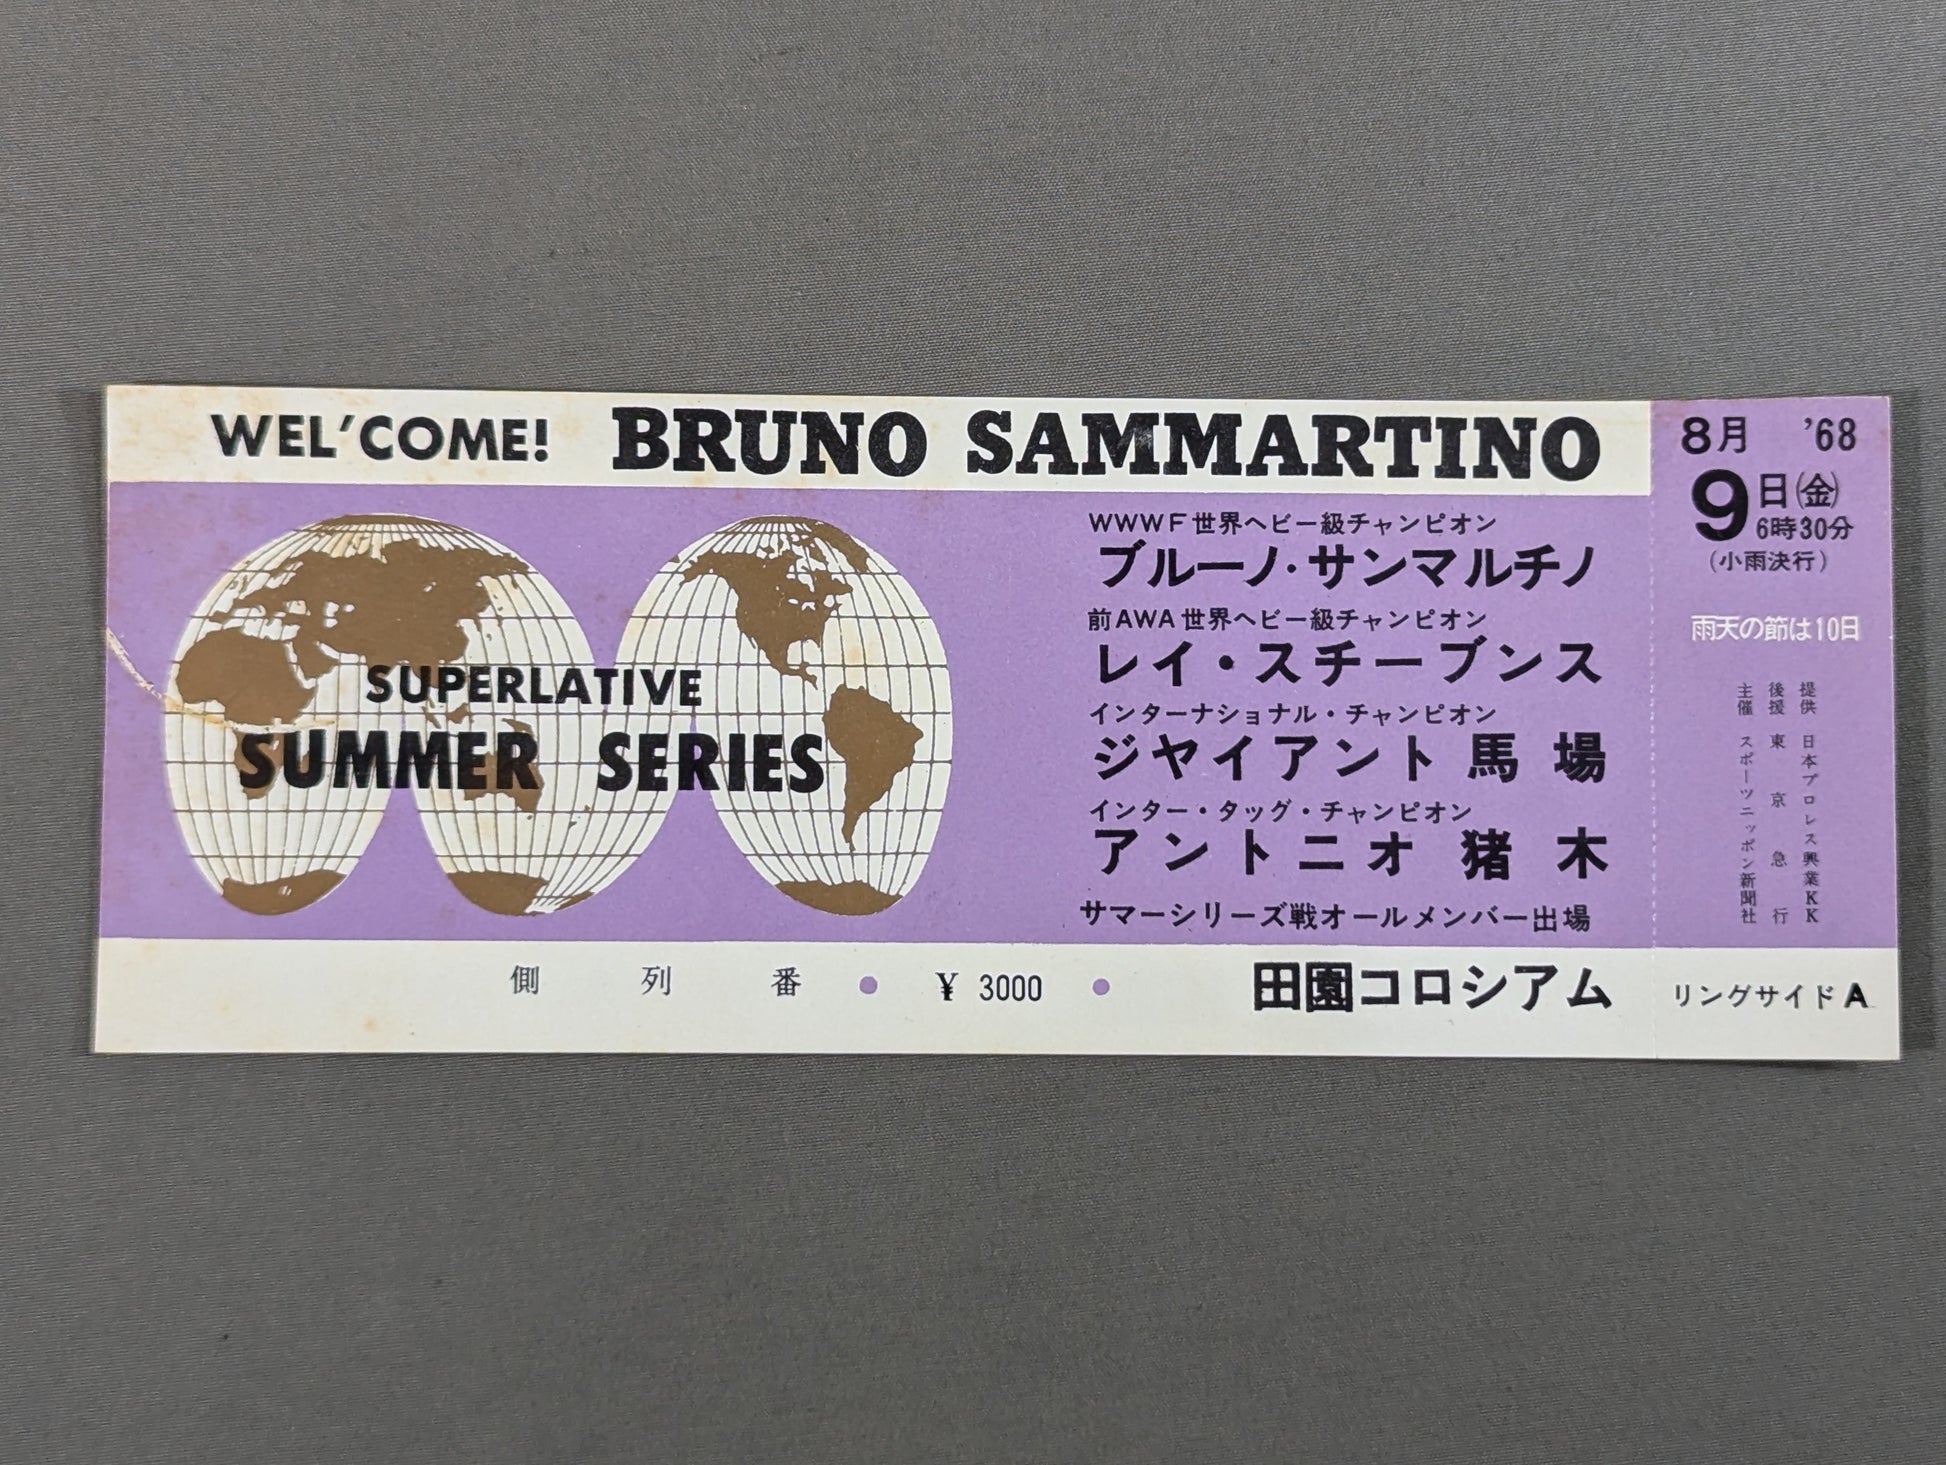 WEL'COME! BRUNO SAMMARTINO
SUPERLATIVE
SUMMER SERIES
WWWF世界ヘビー級チャンピオン
ブルーノ・サンマルチノ
前AWA世界ヘビー級チャンピオン
レイ・スチーブンス
インターナショナル・チャンピオン
ジャイアント馬場
インター・タッグ・チャンピオン
アントニオ猪木
サマーシリーズ戦オールメンバー出場
側 列 番 ● ¥ 3000 ● 田園コロシアム
8月 '68
9日(金)
6時30分
(小雨決行)
雨天の節は10日
提供 日本プロレス興業KK
後援 東京急行
主催 スポーツニッポン新聞社
リングサイドA